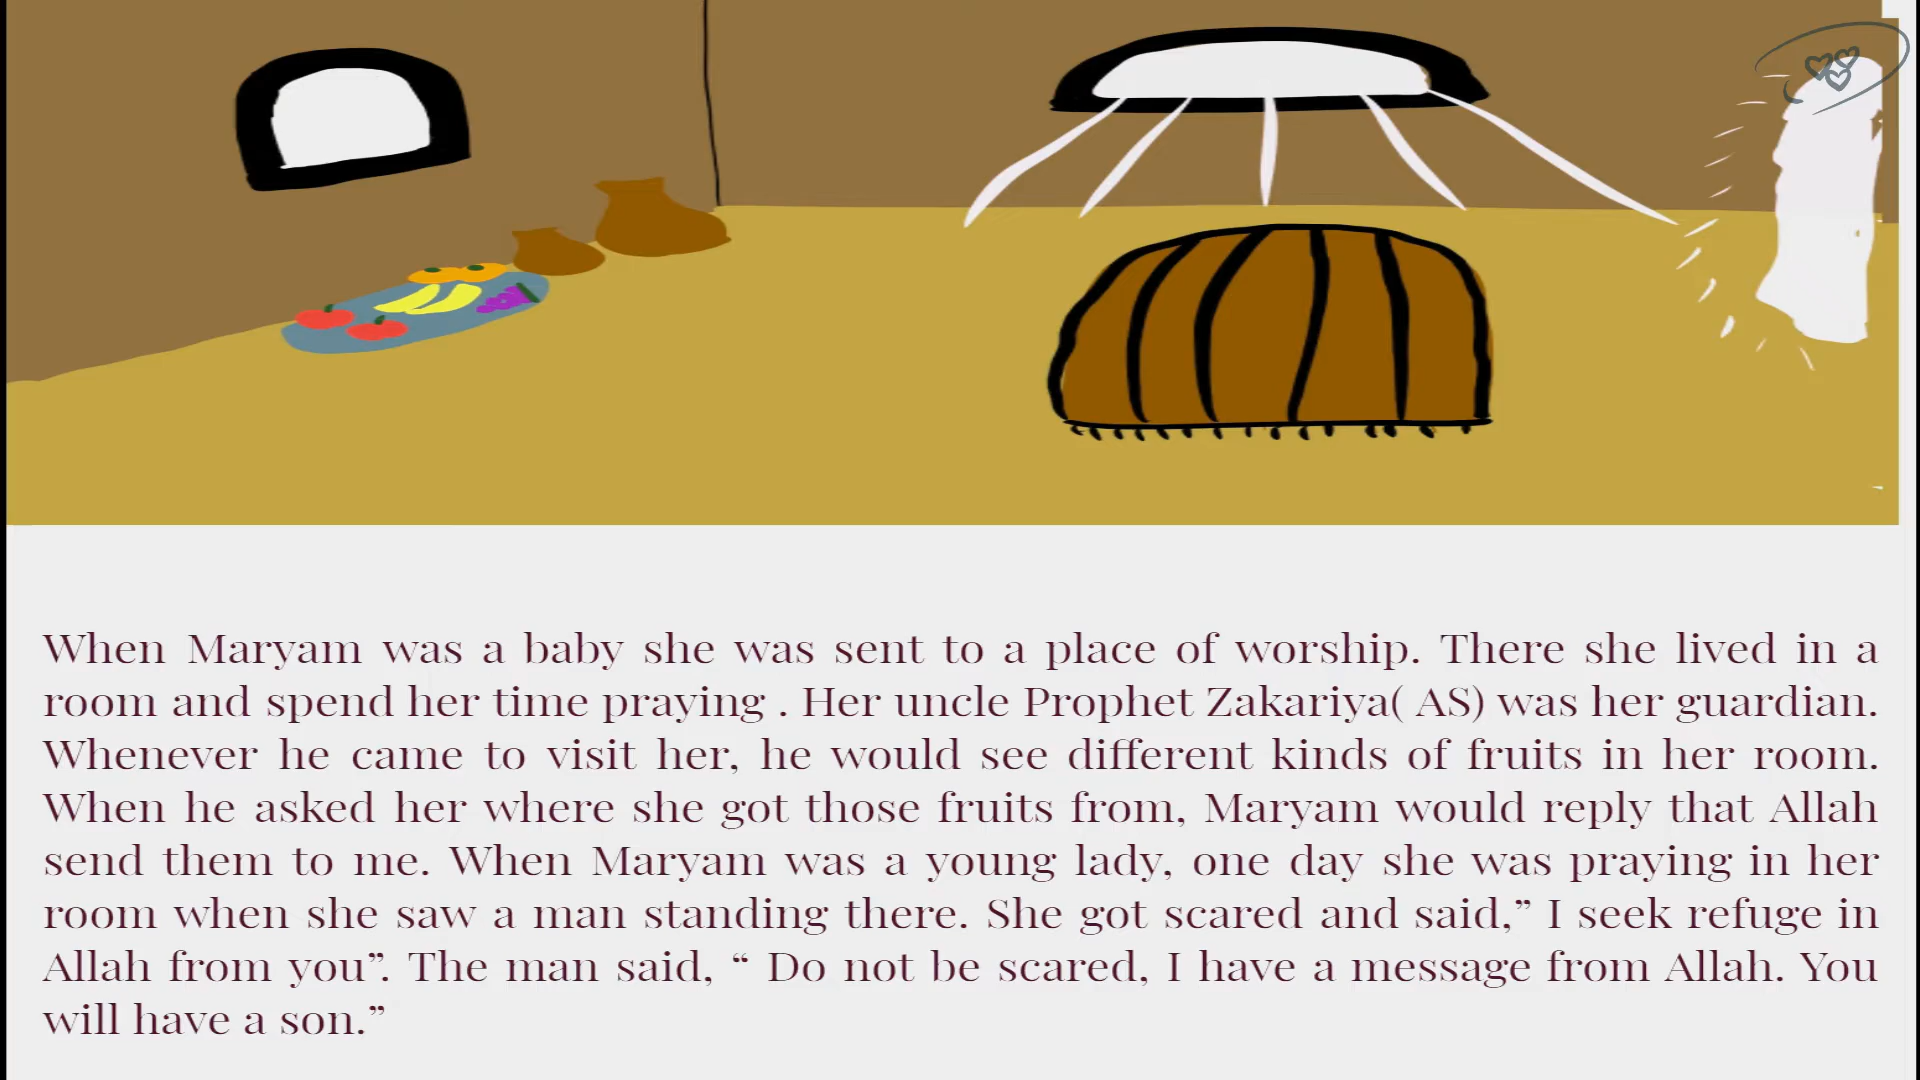 When Maryam was a baby she was sent to a place of worship. There she lived in a
room and spend her time praying . Her uncle Prophet Zakariya( AS) was her guardian.
Whenever he came to visit her, he would see different kinds of fruits in her room.
When he asked her where she got those fruits from, Maryam would reply that Allah
send them to me. When Maryam was a young lady, one day she was praying in her
room when she saw a man standing there. She got scared and said,” I seek refuge in
Allah from you”. The man said, “ Do not be scared, I have a message from Allah. You
will have a son.”